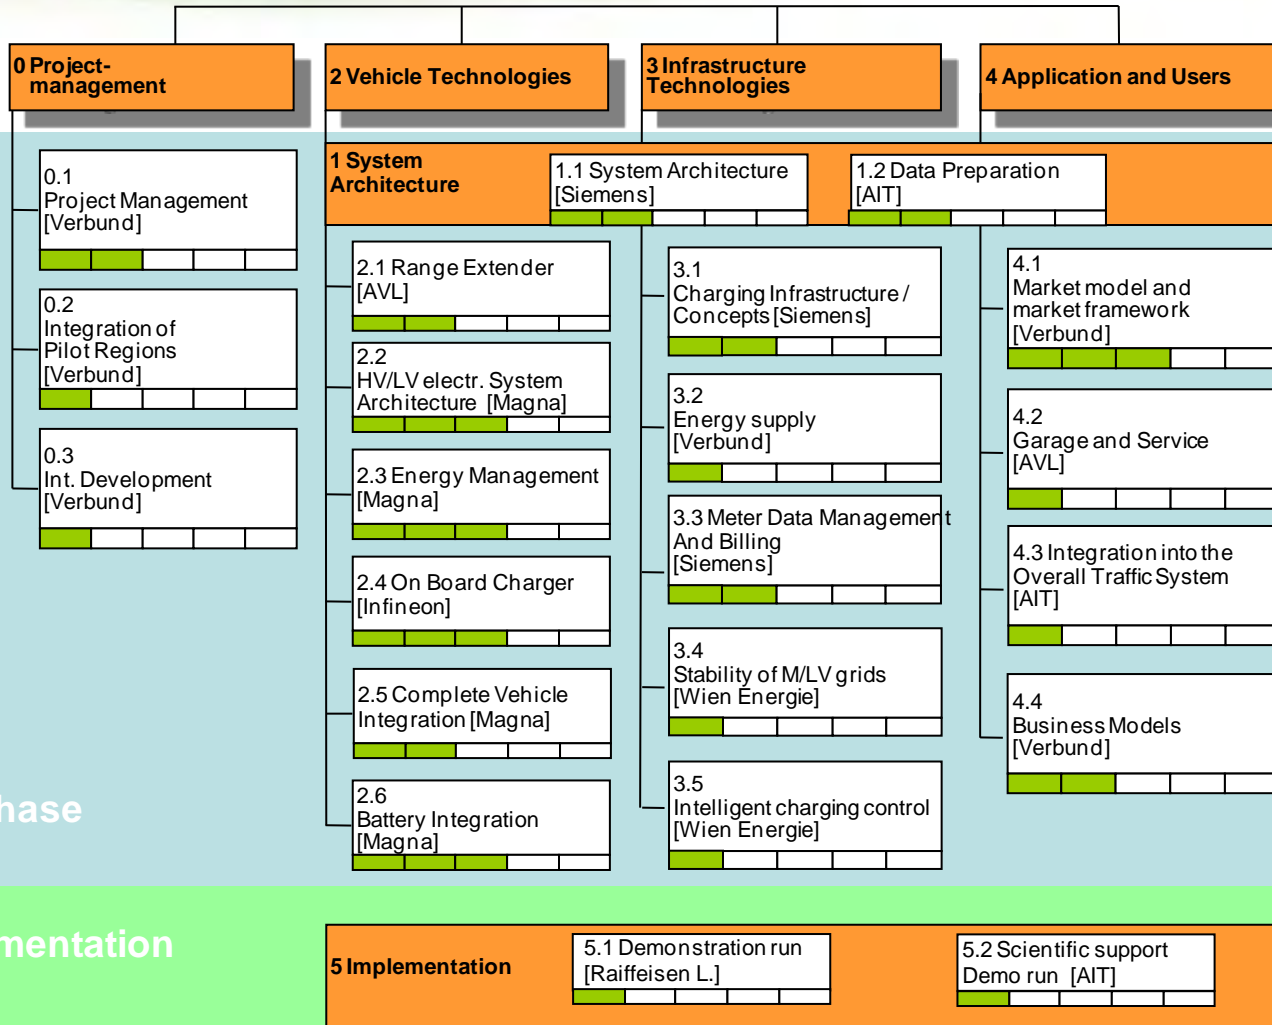 0 Project-
management
2 Vehicle Technologies
3 Infrastructure
Technologies
4 Application and Users
1 System
Architecture
1.1 System Architecture
[Siemens]
1.2 Data Preparation
[AIT]
0.1
Project Management
[Verbund]
0.2
Integration of
Pilot Regions
[Verbund]
0.3
Int. Development
[Verbund]
2.1 Range Extender
[AVL]
2.2
HV/LV electr. System
Architecture [Magna]
2.3 Energy Management
[Magna]
2.4 On Board Charger
[Infineon]
2.5 Complete Vehicle
Integration [Magna]
2.6
Battery Integration
[Magna]
3.1
Charging Infrastructure /
Concepts [Siemens]
3.2
Energy supply
[Verbund]
3.3 Meter Data Management
And Billing
[Siemens]
3.4
Stability of M/LV grids
[Wien Energie]
3.5
Intelligent charging control
[Wien Energie]
4.1
Market model and
market framework
[Verbund]
4.2
Garage and Service
[AVL]
4.3 Integration into the
Overall Traffic System
[AIT]
4.4
Business Models
[Verbund]
hase
mentation
5 Implementation
5.1 Demonstration run
[Raiffeisen L.]
5.2 Scientific support
Demo run [AIT]